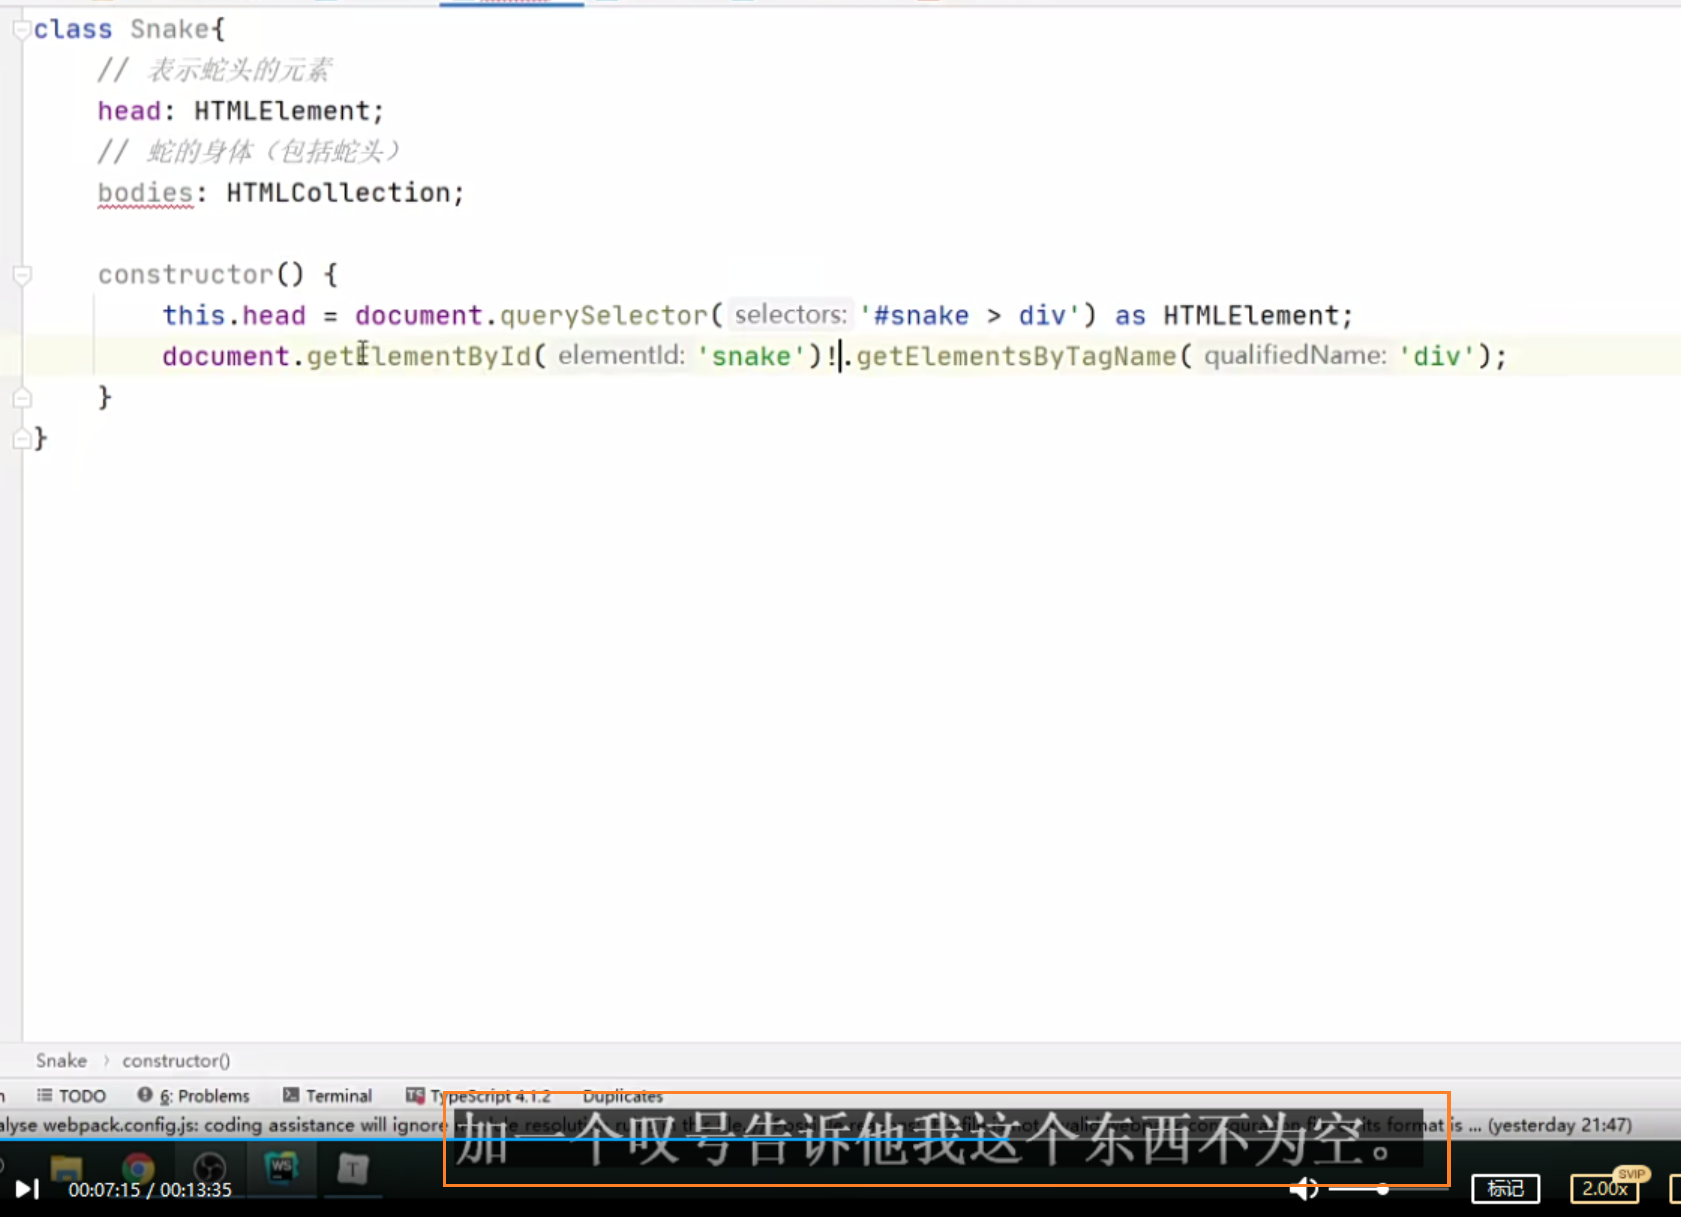 class Snake{
// 表示蛇头的元素
head: HTMLElement;
// 蛇的身体（包括蛇头）
bodies: HTMLCollection;
constructor() {
this.head = document.querySelector( selectors: '#snake > div') as HTMLElement;
document.getElementById( elementId: 'snake')!.getElementsByTagName( qualifiedName: 'div');
}
}
Snake › constructor()
TODO 6: Problems Terminal TypeScript 4.1.2 Duplicates
alyse webpack.config.js: coding assistance will ignore
its format is ... (yesterday 21:47)
加一个叹号告诉他我这个东西不为空。
WS
T
00:07:15 / 00:13:35
标记
2.00x
SVIP